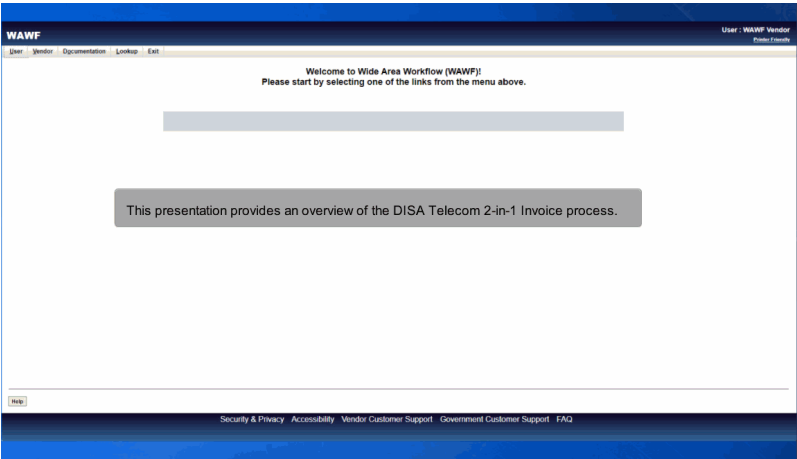 WAWF
User : WAWF Vendor
Printer Friendly
User Vendor Documentation Lookup Exit
Welcome to Wide Area Workflow (WAWF)!
Please start by selecting one of the links from the menu above.
This presentation provides an overview of the DISA Telecom 2-in-1 Invoice process.
Help
Security & Privacy Accessibility Vendor Customer Support Government Customer Support FAQ